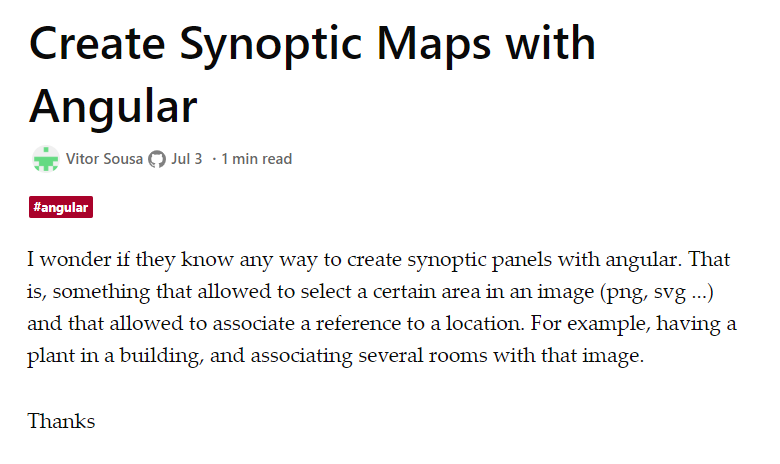 Create Synoptic Maps with
Angular
Vitor Sousa Jul 3 · 1 min read
#angular
I wonder if they know any way to create synoptic panels with angular. That
is, something that allowed to select a certain area in an image (png, svg ...)
and that allowed to associate a reference to a location. For example, having a
plant in a building, and associating several rooms with that image.
Thanks